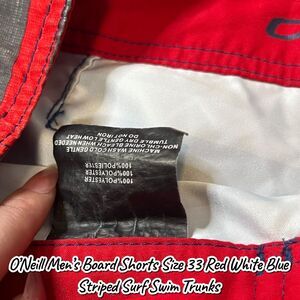 MACHINE WASH COLD GENTLE
NON-CHLORINE BLEACH WHEN NEEDED
TUMBLE DRY GENTLE LOW HEAT
DO NOT IRON
100%POLYESTER
100%POLYESTER
100%POLYESTER
O'Neill Men's Board Shorts Size 33 Red White Blue
Striped Surf Swim Trunks